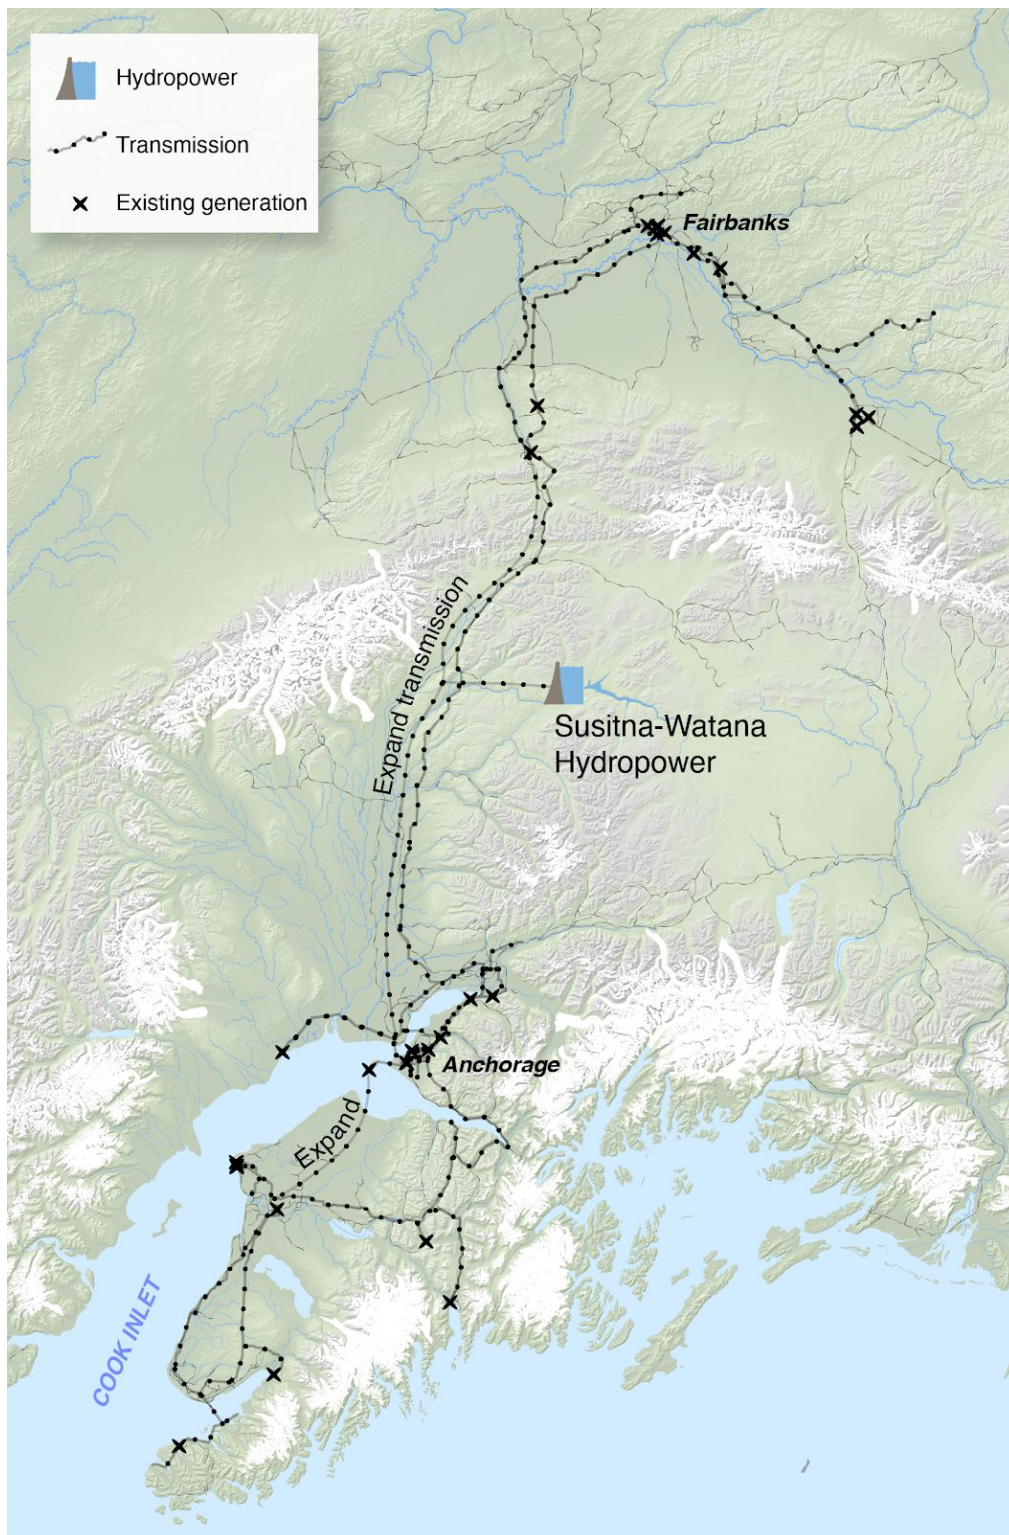 Hydropower
Transmission
Existing generation
Fairbanks
Expand transmission
Susitna-Watana
Hydropower
Anchorage
Expand
COOK INLET